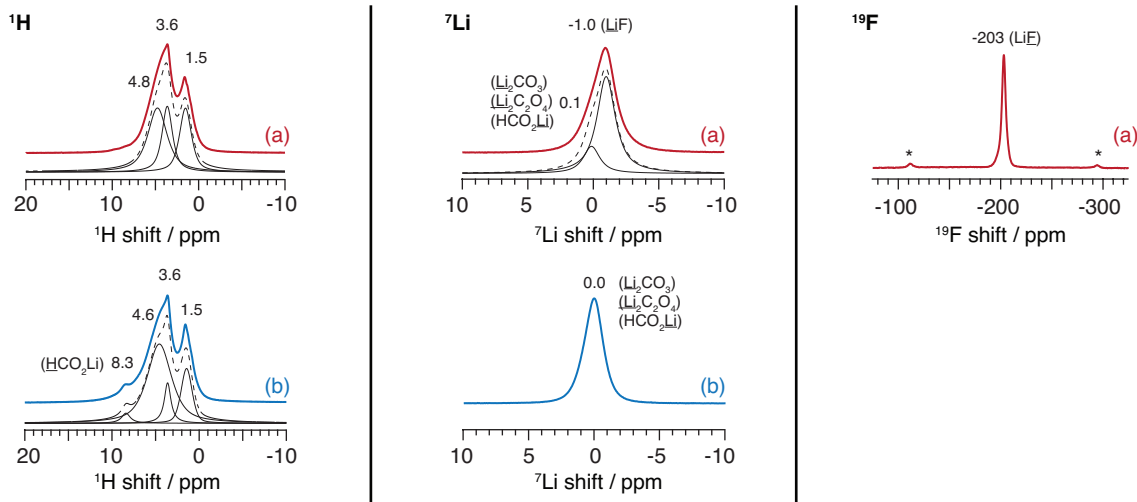 ¹H
3.6
1.5
4.8
(a)
20 10 0 -10
¹H shift / ppm
3.6
4.6
1.5
(HCO₂Li) 8.3
(b)
20 10 0 -10
¹H shift / ppm
⁷Li
-1.0 (LiF)
(Li₂CO₃)
(Li₂C₂O₄) 0.1
(HCO₂Li)
(a)
10 5 0 -5 -10
⁷Li shift / ppm
0.0 (Li₂CO₃)
(Li₂C₂O₄)
(HCO₂Li)
(b)
10 5 0 -5 -10
⁷Li shift / ppm
¹⁹F
-203 (LiF)
(a)
* *
-100 -200 -300
¹⁹F shift / ppm